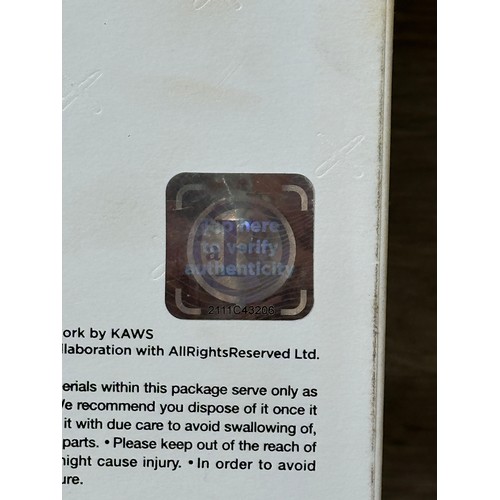 Tap here
to verify
authenticity
2111C43206
ork by KAWS
llaboration with AllRightsReserved Ltd.
erials within this package serve only as
We recommend you dispose of it once it
it with due care to avoid swallowing of,
parts. • Please keep out of the reach of
might cause injury. • In order to avoid
ure.